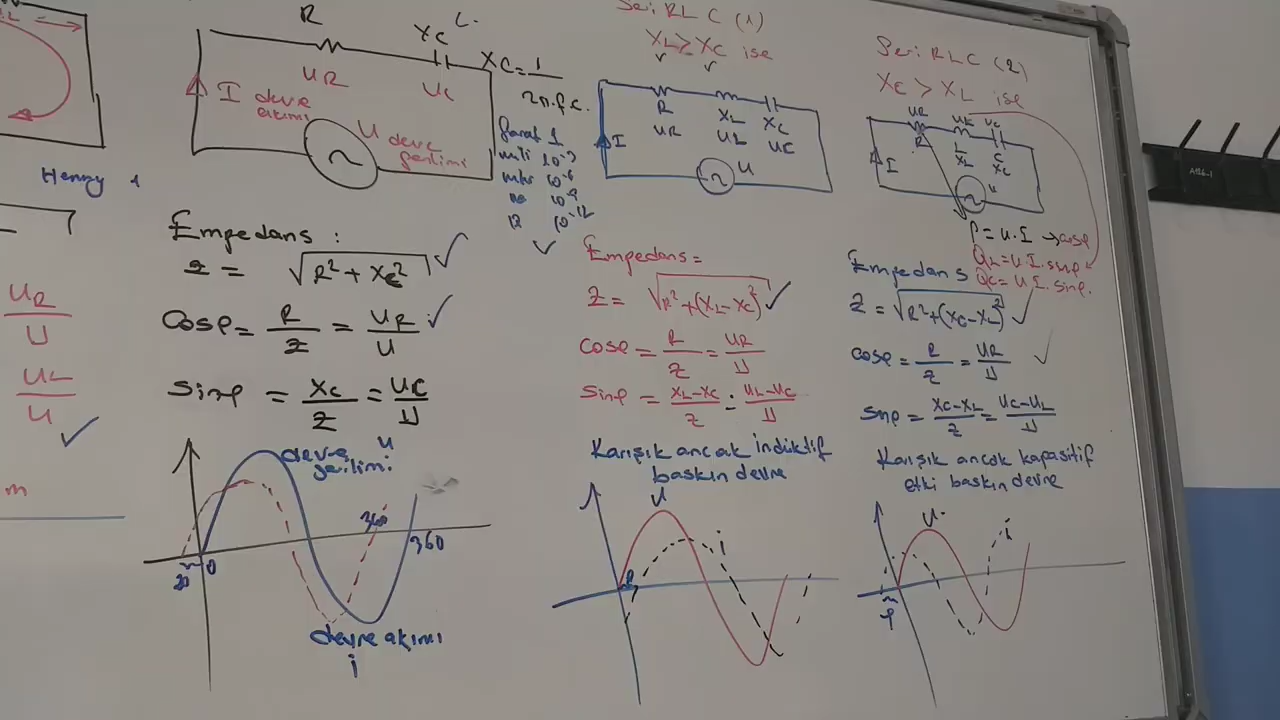 UL
Henry
UR
U
UL
U
m
R
L.
XC
UR
UC
I devre
akımı
U devre
gerilimi
XC = 1
2π.f.c.
Farat 1
mili 10⁻³
mikro 10⁻⁶
10⁻⁹
10⁻¹²
Empedans :
z = √R² + Xc²
Cosφ = R/z = UR/U
Sinφ = XC/z = UC/U
devre U
gerilimi
360
360
30
0
devre akımı
i
Seri RLC (1)
XL > XC ise
R
UR
XL
UL
XC
UC
I
U
Empedans =
Z = √R² + (XL - XC)²
cosφ = R/Z = UR/U
Sinφ = XL-XC/Z = UL-UC/U
Karışık ancak indüktif
baskın devre
U
i
φ
Seri RLC (2)
XC > XL ise
UR
UL
UC
R
L
XL
C
XC
I
U
P = U.I → cosφ
QL = U I. sinφ
QC = U I. sinφ.
Empedans
Z = √R² + (XC - XL)²
cosφ = R/Z = UR/U
Sinφ = XC-XL/Z = UC-UL/U
Karışık ancak kapasitif
etki baskın devre
U
i
φ